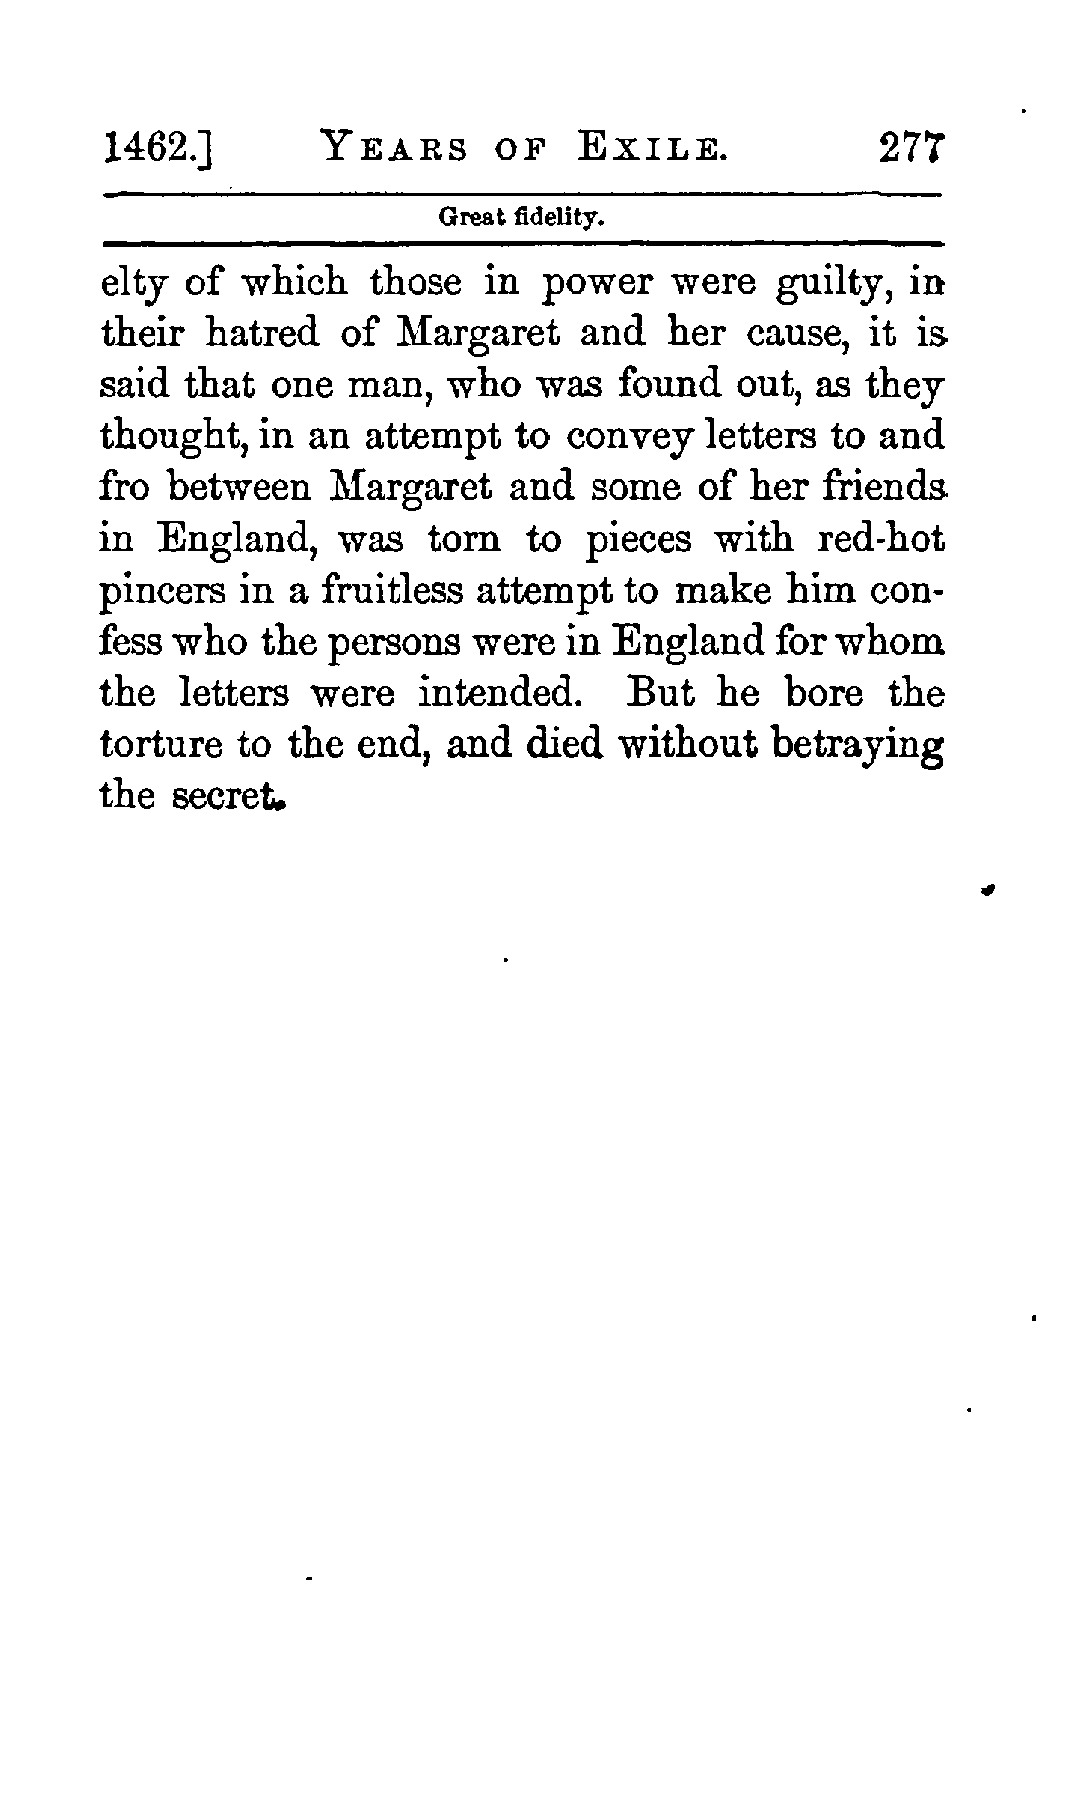 1462.] YEARS OF EXILE. 277
Great fidelity.
elty of which those in power were guilty, in
their hatred of Margaret and her cause, it is
said that one man, who was found out, as they
thought, in an attempt to convey letters to and
fro between Margaret and some of her friends
in England, was torn to pieces with red-hot
pincers in a fruitless attempt to make him con-
fess who the persons were in England for whom
the letters were intended. But he bore the
torture to the end, and died without betraying
the secret.